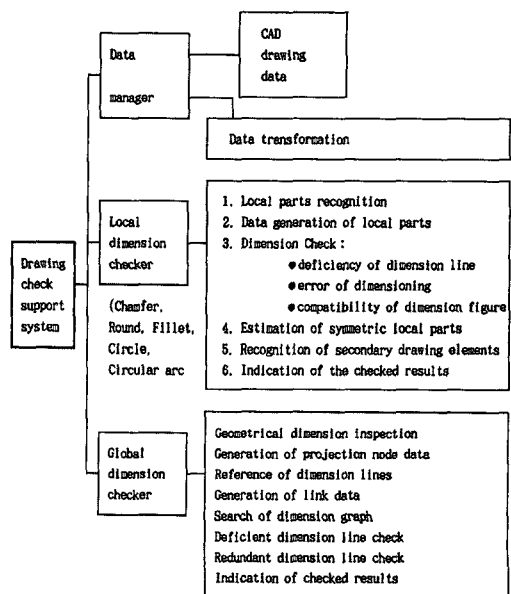 Data
manager
CAD
drawing
data
Data transformation
Drawing
check
support
system
Local
dimension
checker
(Chamfer,
Round, Fillet,
Circle,
Circular arc
1. Local parts recognition
2. Data generation of local parts
3. Dimension Check :
●deficiency of dimension line
●error of dimensioning
●compatibility of dimension figure
4. Estimation of symmetric local parts
5. Recognition of secondary drawing elements
6. Indication of the checked results
Global
dimension
checker
Geometrical dimension inspection
Generation of projection node data
Reference of dimension lines
Generation of link data
Search of dimension graph
Deficient dimension line check
Redundant dimension line check
Indication of checked results